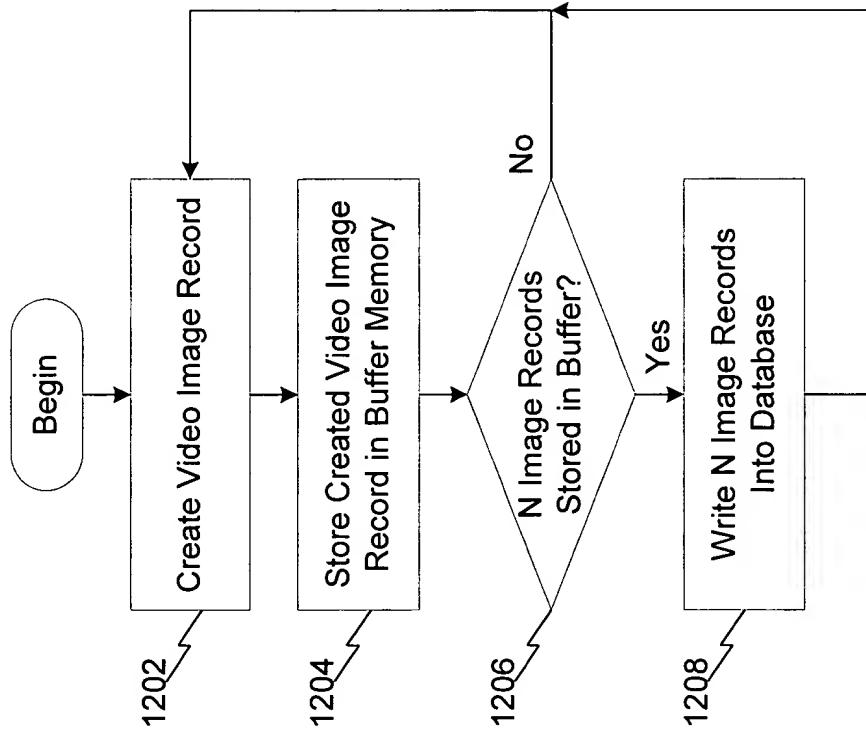 Begin
1202
Create Video Image Record
1204
Store Created Video Image
Record in Buffer Memory
1206
N Image Records
Stored in Buffer?
No
Yes
1208
Write N Image Records
Into Database